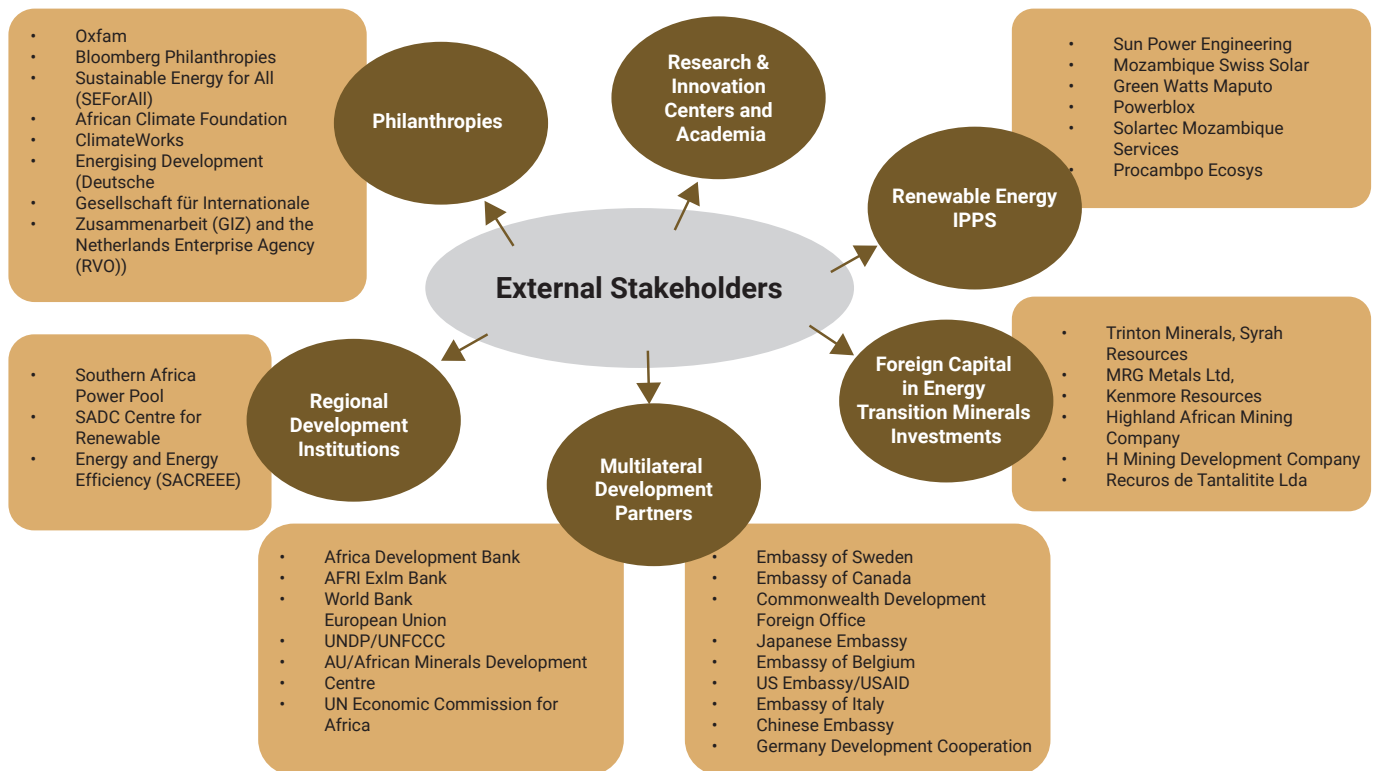 • Oxfam
• Bloomberg Philanthropies
• Sustainable Energy for All
(SEForAll)
• African Climate Foundation
• ClimateWorks
• Energising Development
(Deutsche
• Gesellschaft für Internationale
• Zusammenarbeit (GIZ) and the
Netherlands Enterprise Agency
(RVO))
Philanthropies
Research &
Innovation
Centers and
Academia
Renewable Energy
IPPS
• Sun Power Engineering
• Mozambique Swiss Solar
• Green Watts Maputo
• Powerblox
• Solartec Mozambique
Services
• Procambpo Ecosys
External Stakeholders
• Southern Africa
Power Pool
• SADC Centre for
Renewable
• Energy and Energy
Efficiency (SACREEE)
Regional
Development
Institutions
Multilateral
Development
Partners
Foreign Capital
in Energy
Transition Minerals
Investments
• Trinton Minerals, Syrah
Resources
• MRG Metals Ltd,
• Kenmore Resources
• Highland African Mining
Company
• H Mining Development Company
• Recuros de Tantalitite Lda
• Africa Development Bank
• AFRI ExIm Bank
• World Bank
European Union
• UNDP/UNFCCC
• AU/African Minerals Development
• Centre
• UN Economic Commission for
Africa
• Embassy of Sweden
• Embassy of Canada
• Commonwealth Development
Foreign Office
• Japanese Embassy
• Embassy of Belgium
• US Embassy/USAID
• Embassy of Italy
• Chinese Embassy
• Germany Development Cooperation